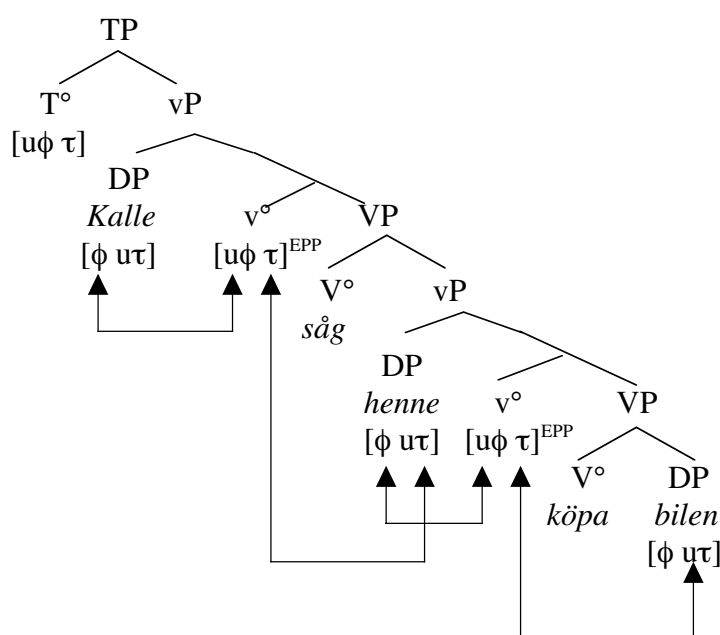 TP
T° vP
[uϕ τ]
DP
Kalle v° VP
[ϕ uτ] [uϕ τ]EPP
V° vP
såg
DP
henne v° VP
[ϕ uτ] [uϕ τ]EPP
V° DP
köpa bilen
[ϕ uτ]